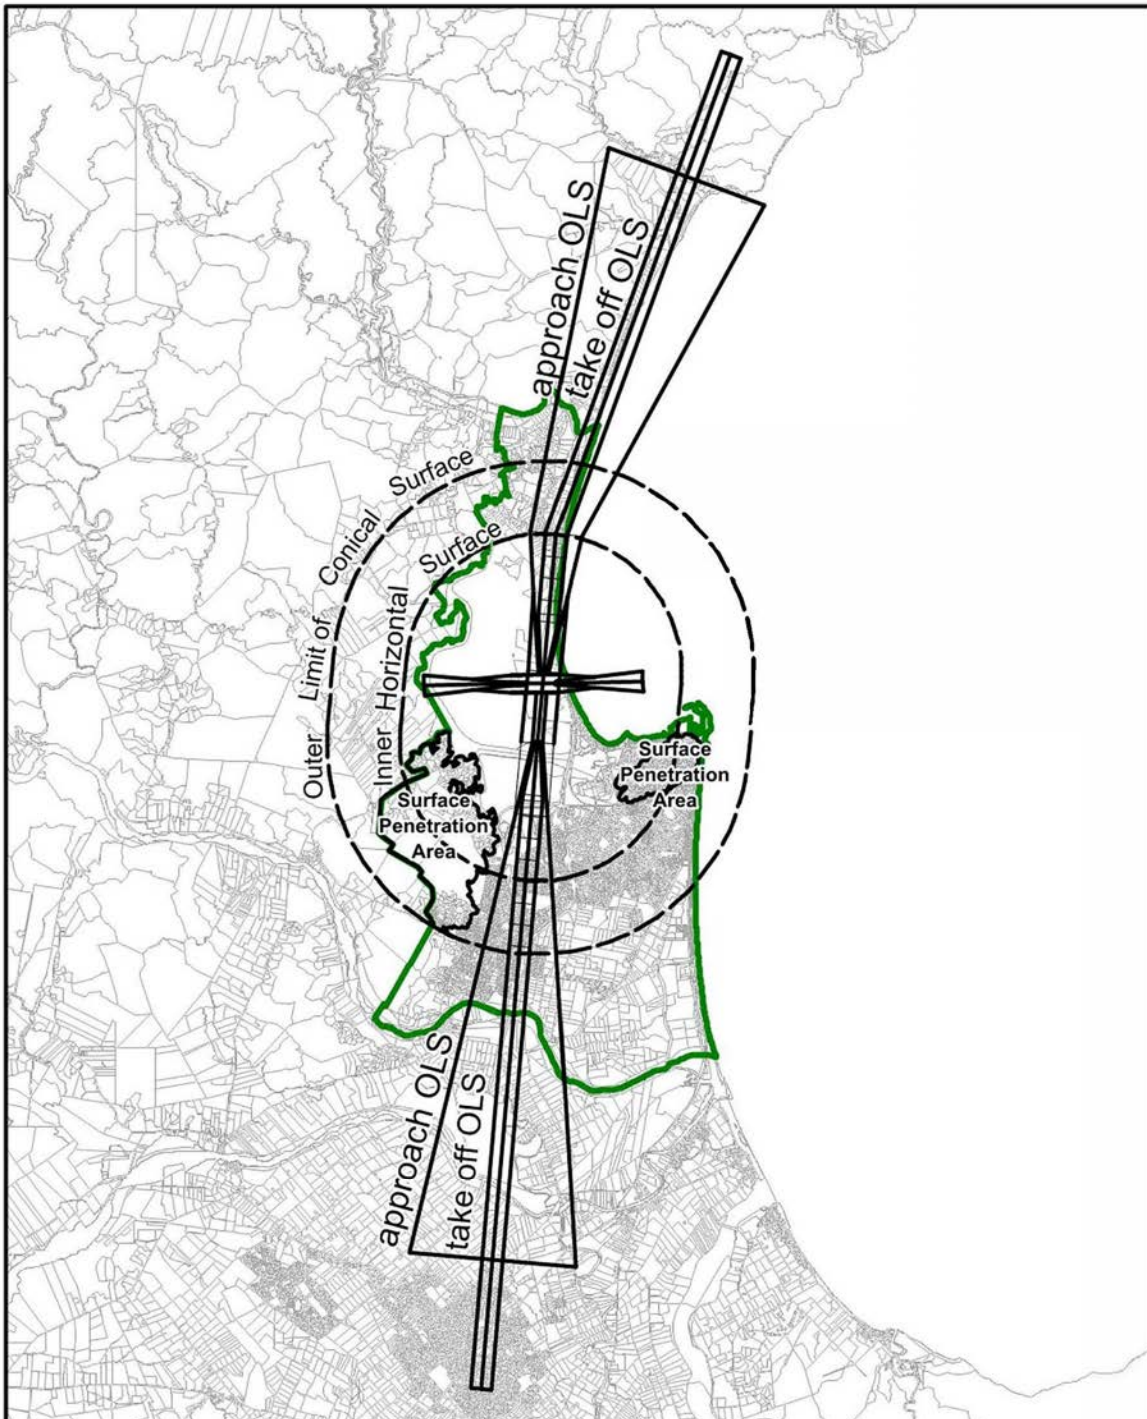 approach OLS
take off OLS
Outer Limit of Conical Surface
Inner Horizontal Surface
Surface
Penetration
Area
Surface
Penetration
Area
approach OLS
take off OLS